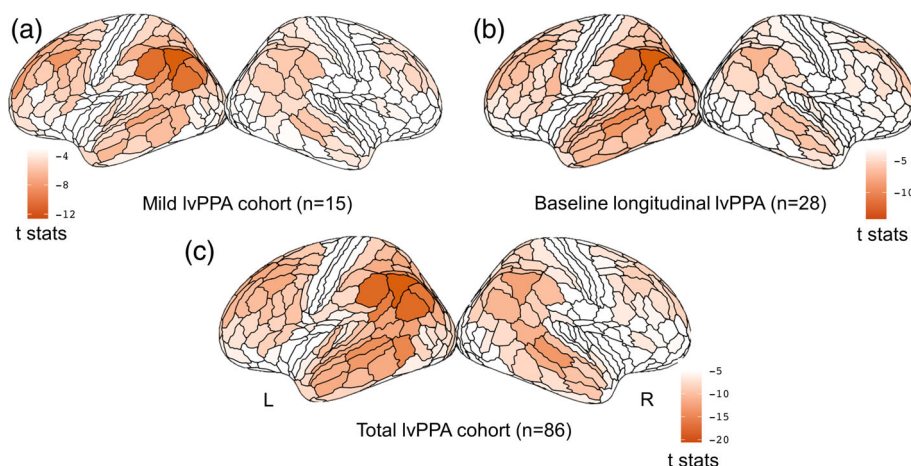 (a)
(b)
-4
-8
-12
t stats
Mild lvPPA cohort (n=15)
Baseline longitudinal lvPPA (n=28)
-5
-10
t stats
(c)
L
R
Total lvPPA cohort (n=86)
-5
-10
-15
-20
t stats